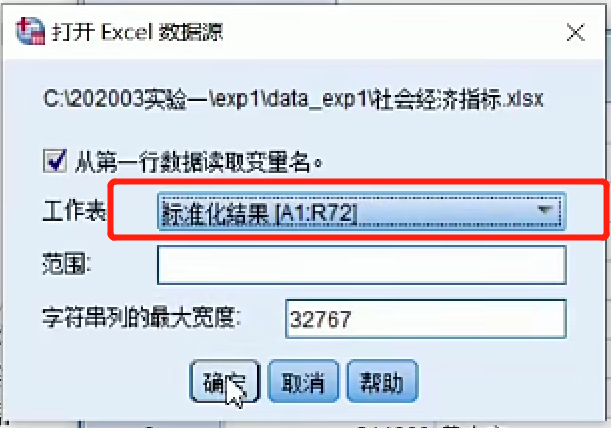 打开 Excel 数据源
C:\202003实验一\exp1\data_exp1\社会经济指标.xlsx
从第一行数据读取变量名。
工作表
标准化结果 [A1:R72]
范围:
字符串列的最大宽度:
32767
确定
取消
帮助